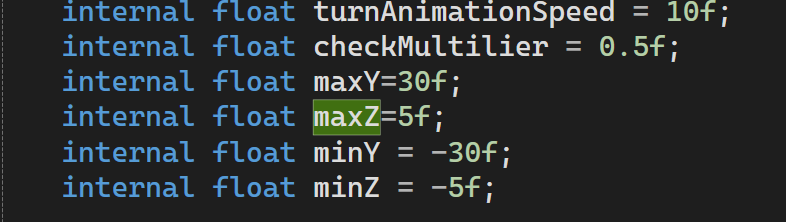 internal float turnAnimationSpeed = 10f;
internal float checkMultilier = 0.5f;
internal float maxY=30f;
internal float maxZ=5f;
internal float minY = -30f;
internal float minZ = -5f;